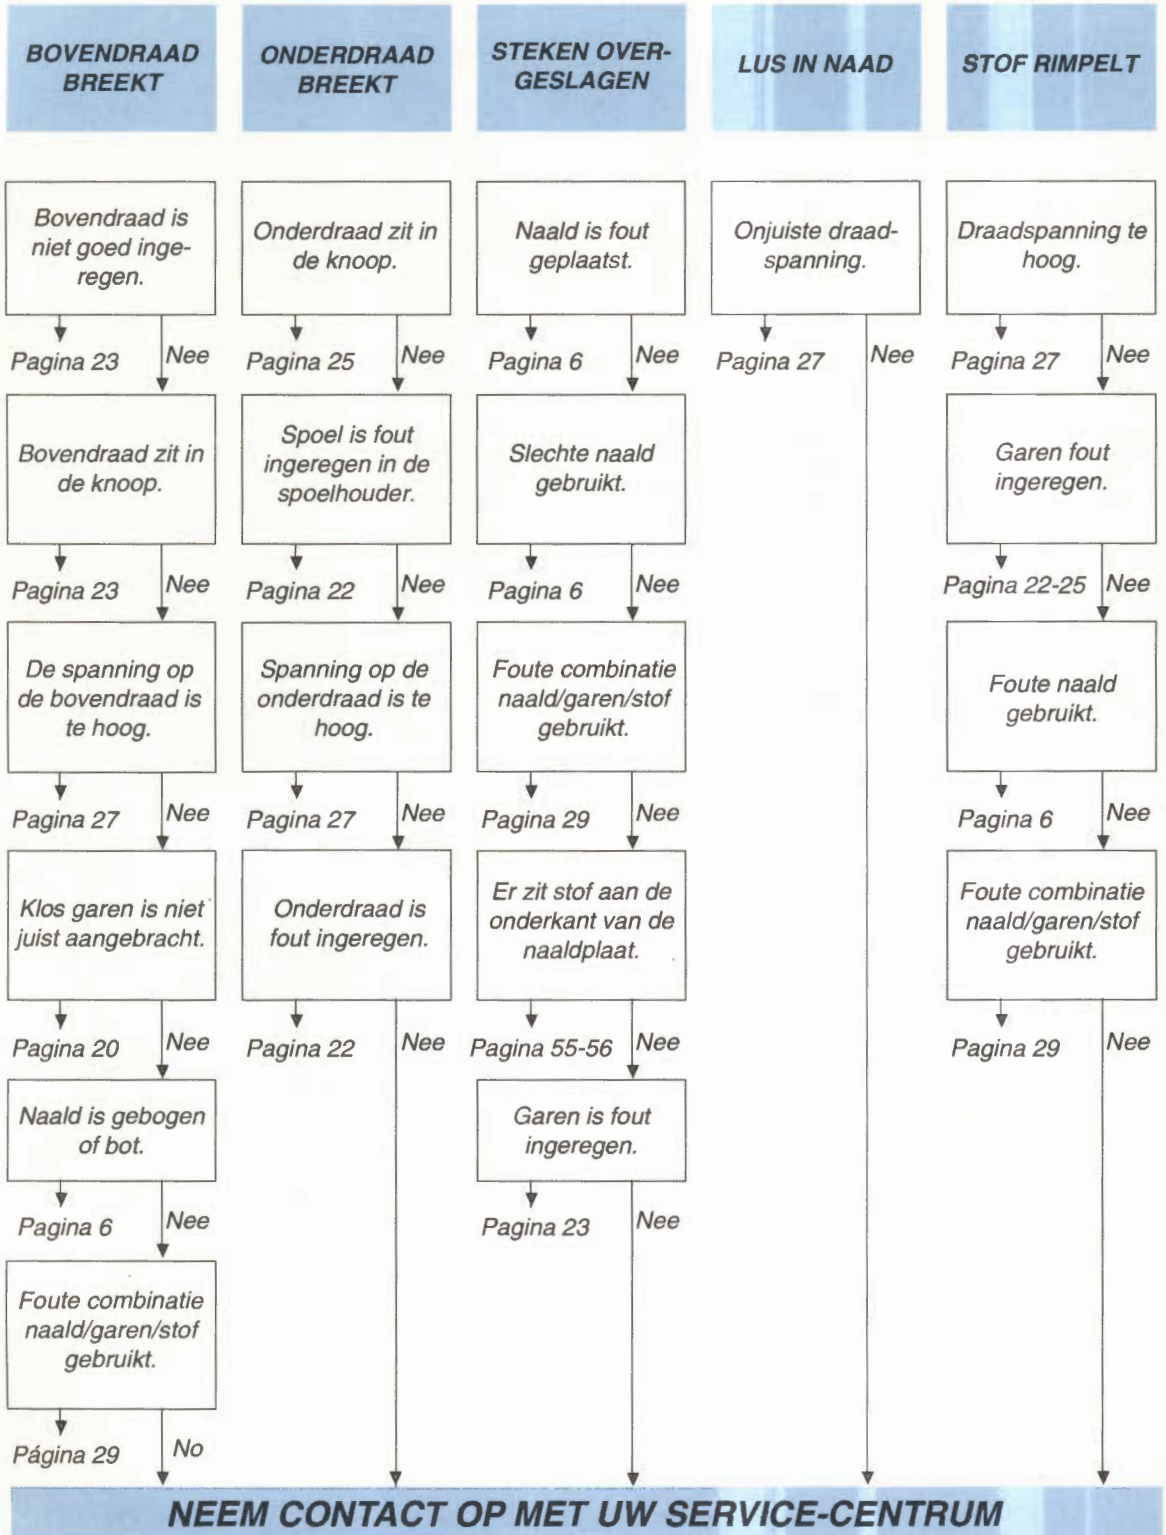 BOVENDRAAD
BREEKT
Bovendraad is
niet goed inge-
regen.
Pagina 23
Nee
Bovendraad zit in
de knoop.
Pagina 23
Nee
De spanning op
de bovendraad is
te hoog.
Pagina 27
Nee
Klos garen is niet
juist aangebracht.
Pagina 20
Nee
Naald is gebogen
of bot.
Pagina 6
Nee
Foute combinatie
naald/garen/stof
gebruikt.
Página 29
No
ONDERDRAAD
BREEKT
Onderdraad zit in
de knoop.
Pagina 25
Nee
Spoel is fout
ingeregen in de
spoelhouder.
Pagina 22
Nee
Spanning op de
onderdraad is te
hoog.
Pagina 27
Nee
Onderdraad is
fout ingeregen.
Pagina 22
Nee
STEKEN OVER-
GESLAGEN
Naald is fout
geplaatst.
Pagina 6
Nee
Slechte naald
gebruikt.
Pagina 6
Nee
Foute combinatie
naald/garen/stof
gebruikt.
Pagina 29
Nee
Er zit stof aan de
onderkant van de
naaldplaat.
Pagina 55-56
Nee
Garen is fout
ingeregen.
Pagina 23
Nee
LUS IN NAAD
Onjuiste draad-
spanning.
Pagina 27
Nee
STOF RIMPELT
Draadspanning te
hoog.
Pagina 27
Nee
Garen fout
ingeregen.
Pagina 22-25
Nee
Foute naald
gebruikt.
Pagina 6
Nee
Foute combinatie
naald/garen/stof
gebruikt.
Pagina 29
Nee
NEEM CONTACT OP MET UW SERVICE-CENTRUM